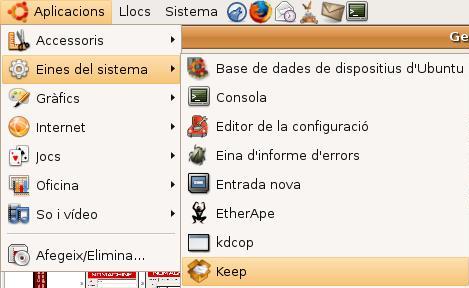 Aplicacions Llocs Sistema
Accessoris
Eines del sistema
Gràfics
Internet
Jocs
Oficina
So i vídeo
Afegeix/Elimina...
Ge
Base de dades de dispositius d'Ubuntu
Consola
Editor de la configuració
Eina d'informe d'errors
Entrada nova
EtherApe
kdcop
Keep